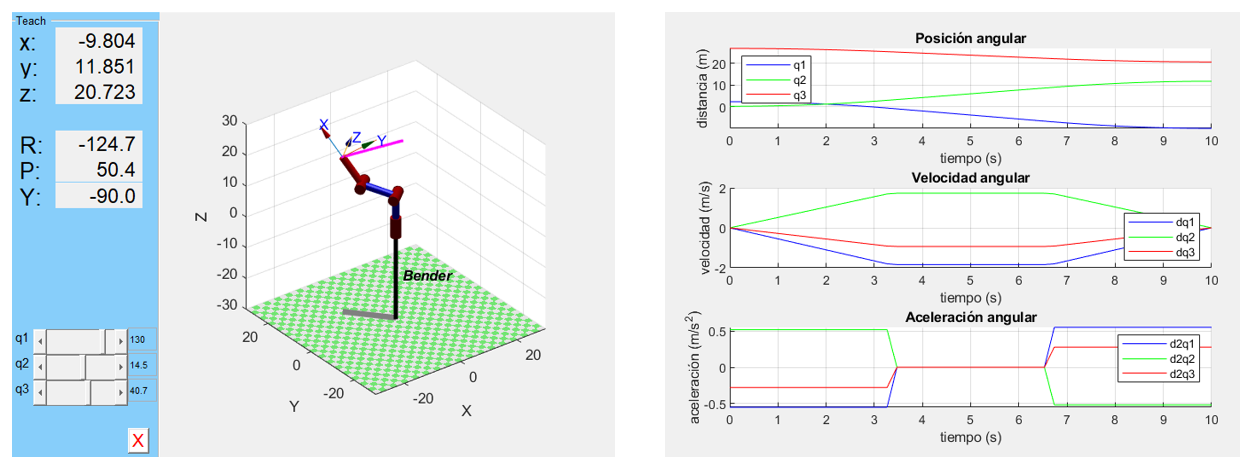 Teach
x: -9.804
y: 11.851
z: 20.723
R: -124.7
P: 50.4
Y: -90.0
q1 130
q2 14.5
q3 40.7
X
30
20
10
0
-10
-20
-30
Z
X
Z
Y
Bender
20
0
-20
Y
-20
0
20
X
Posición angular
distancia (m)
20
10
0
q1
q2
q3
0 1 2 3 4 5 6 7 8 9 10
tiempo (s)
Velocidad angular
velocidad (m/s)
2
0
-2
dq1
dq2
dq3
0 1 2 3 4 5 6 7 8 9 10
tiempo (s)
Aceleración angular
aceleración (m/s²)
0.5
0
-0.5
d2q1
d2q2
d2q3
0 1 2 3 4 5 6 7 8 9 10
tiempo (s)